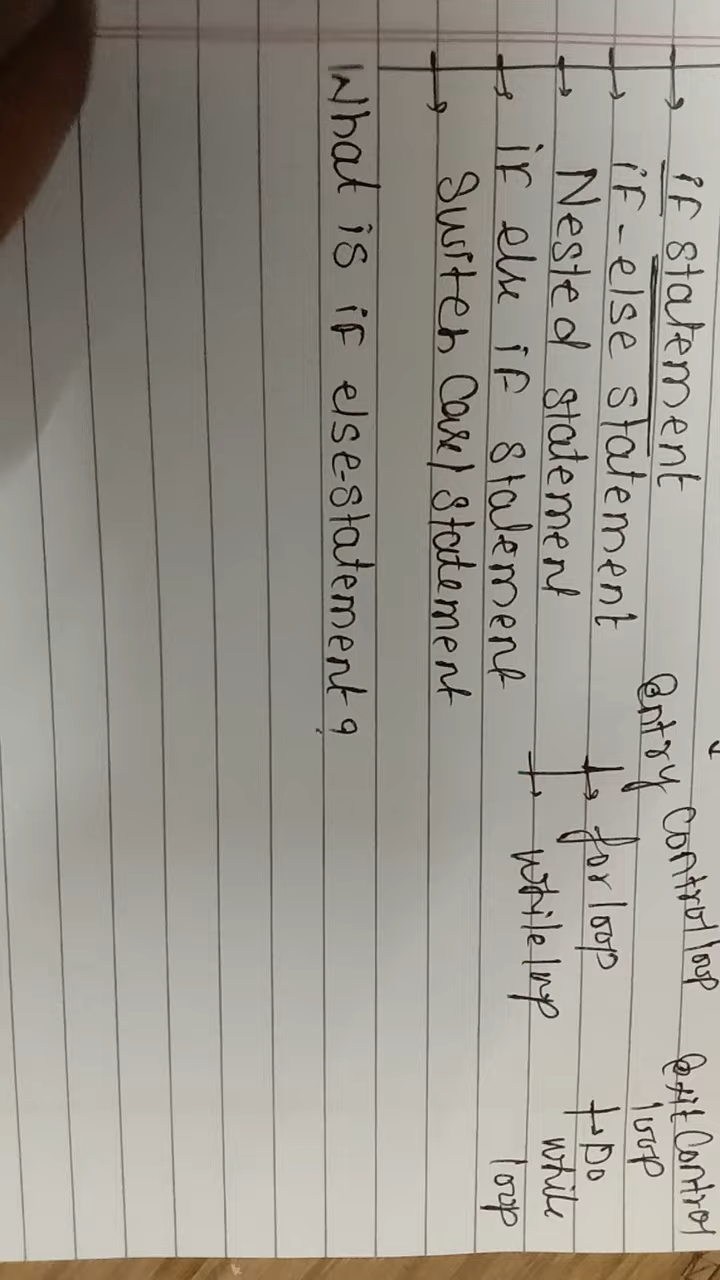 if statement
if-else statement
Nested statement
if else if statement
Switch Case/Statement
entry Control loop
for loop
while loop
exit Control
loop
Do
while
loop
What is if else-statement?